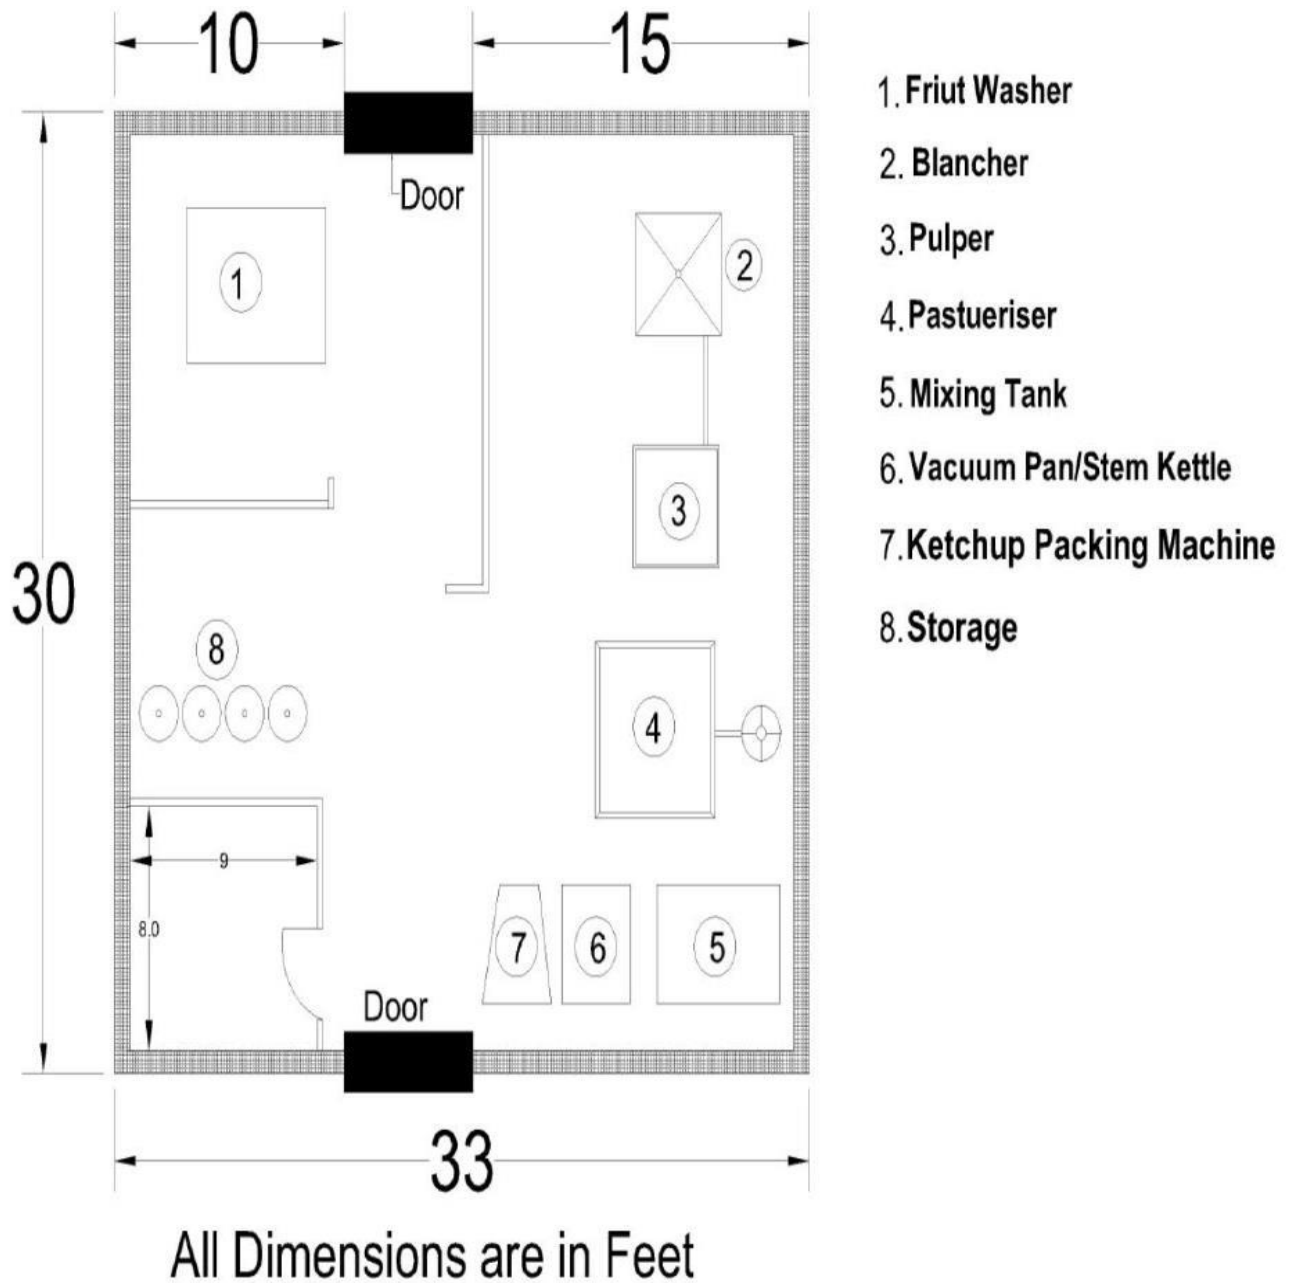 10
15
1. Friut Washer
2. Blancher
3. Pulper
4. Pastueriser
5. Mixing Tank
6. Vacuum Pan/Stem Kettle
7. Ketchup Packing Machine
8. Storage
Door
1
2
3
30
8
4
9
8.0
7
6
5
Door
33
All Dimensions are in Feet